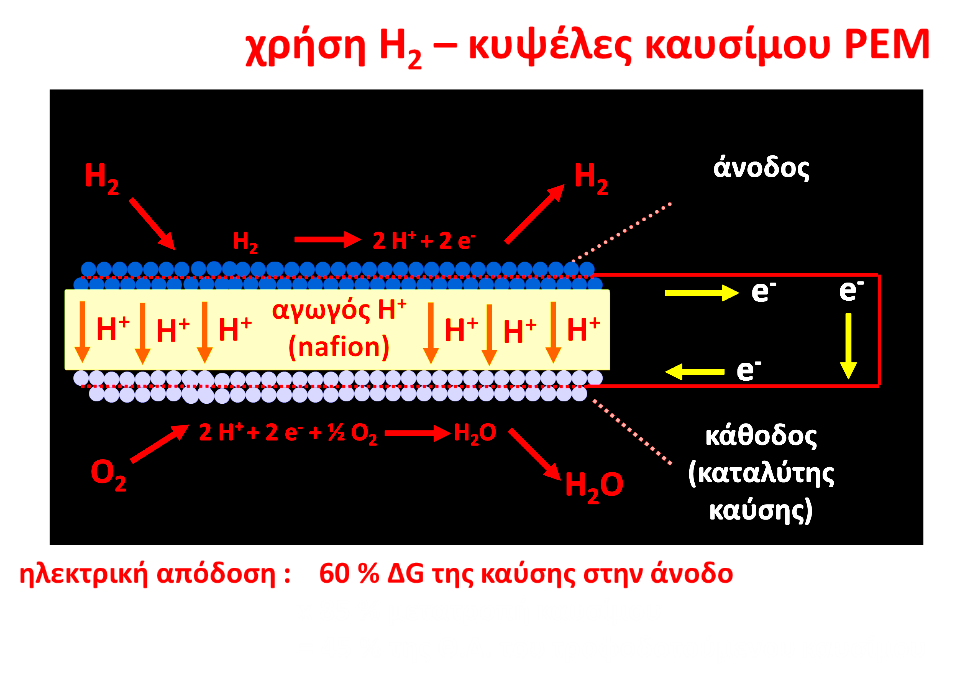 χρήση H₂ – κυψέλες καυσίμου PEM
H₂
H₂
άνοδος
H₂ 2 H⁺ + 2 e⁻
e⁻
e⁻
H⁺ H⁺ H⁺ αγωγός H⁺ H⁺ H⁺ H⁺
(nafion)
e⁻
2 H⁺ + 2 e⁻ + ½ O₂ H₂O
κάθοδος
(καταλύτης
καύσης)
O₂
H₂O
ηλεκτρική απόδοση : 60 % ΔG της καύσης στην άνοδο